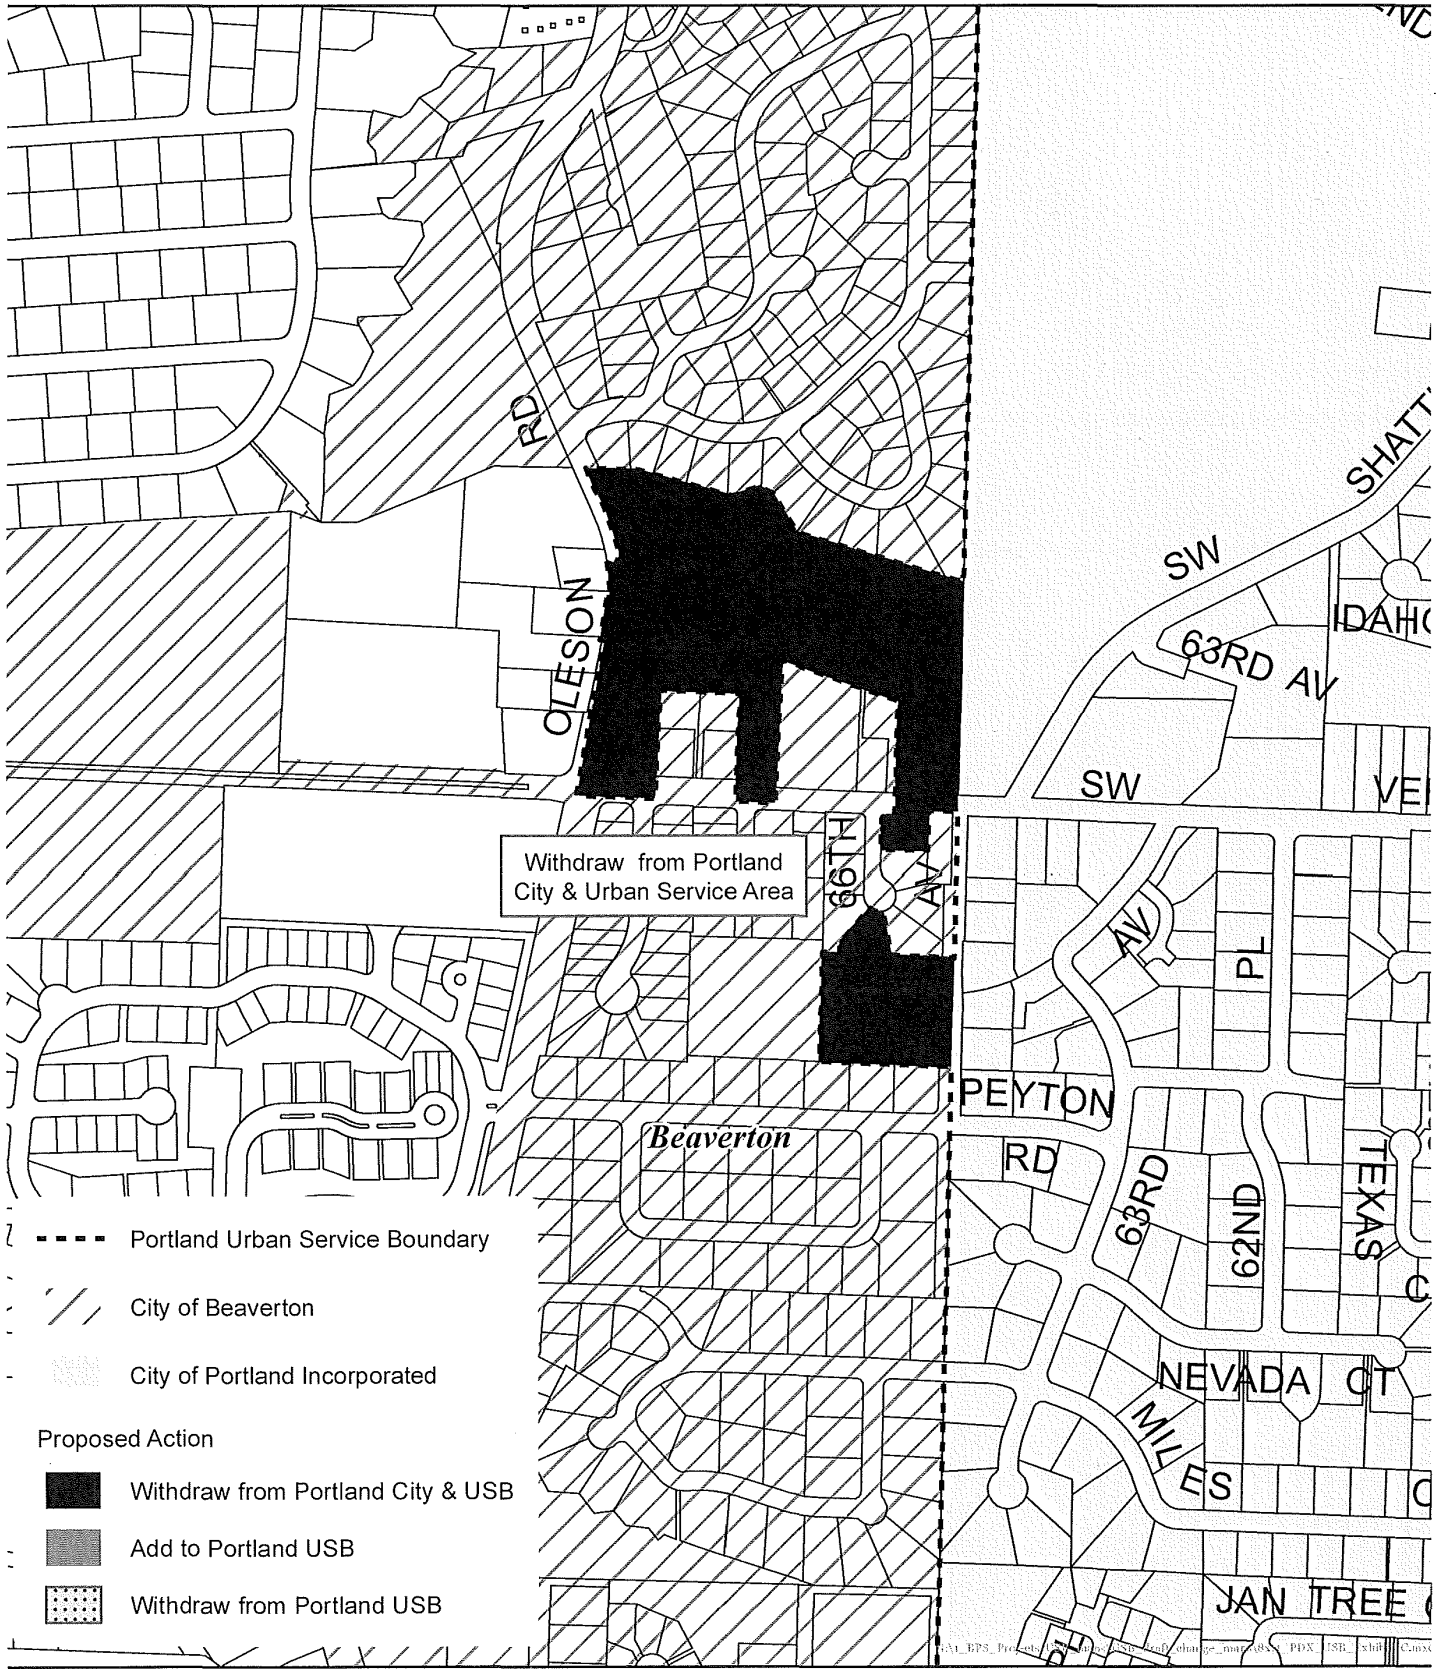 RD
SW
IDAHO
63RD AV
OLESON
SW
66TH
AV
Withdraw from Portland
City & Urban Service Area
AV
PL
PEYTON
RD
Beaverton
63RD
62ND
TEXAS
NEVADA CT
MILES
JAN TREE
PL
Portland Urban Service Boundary
City of Beaverton
City of Portland Incorporated
Proposed Action
Withdraw from Portland City & USB
Add to Portland USB
Withdraw from Portland USB